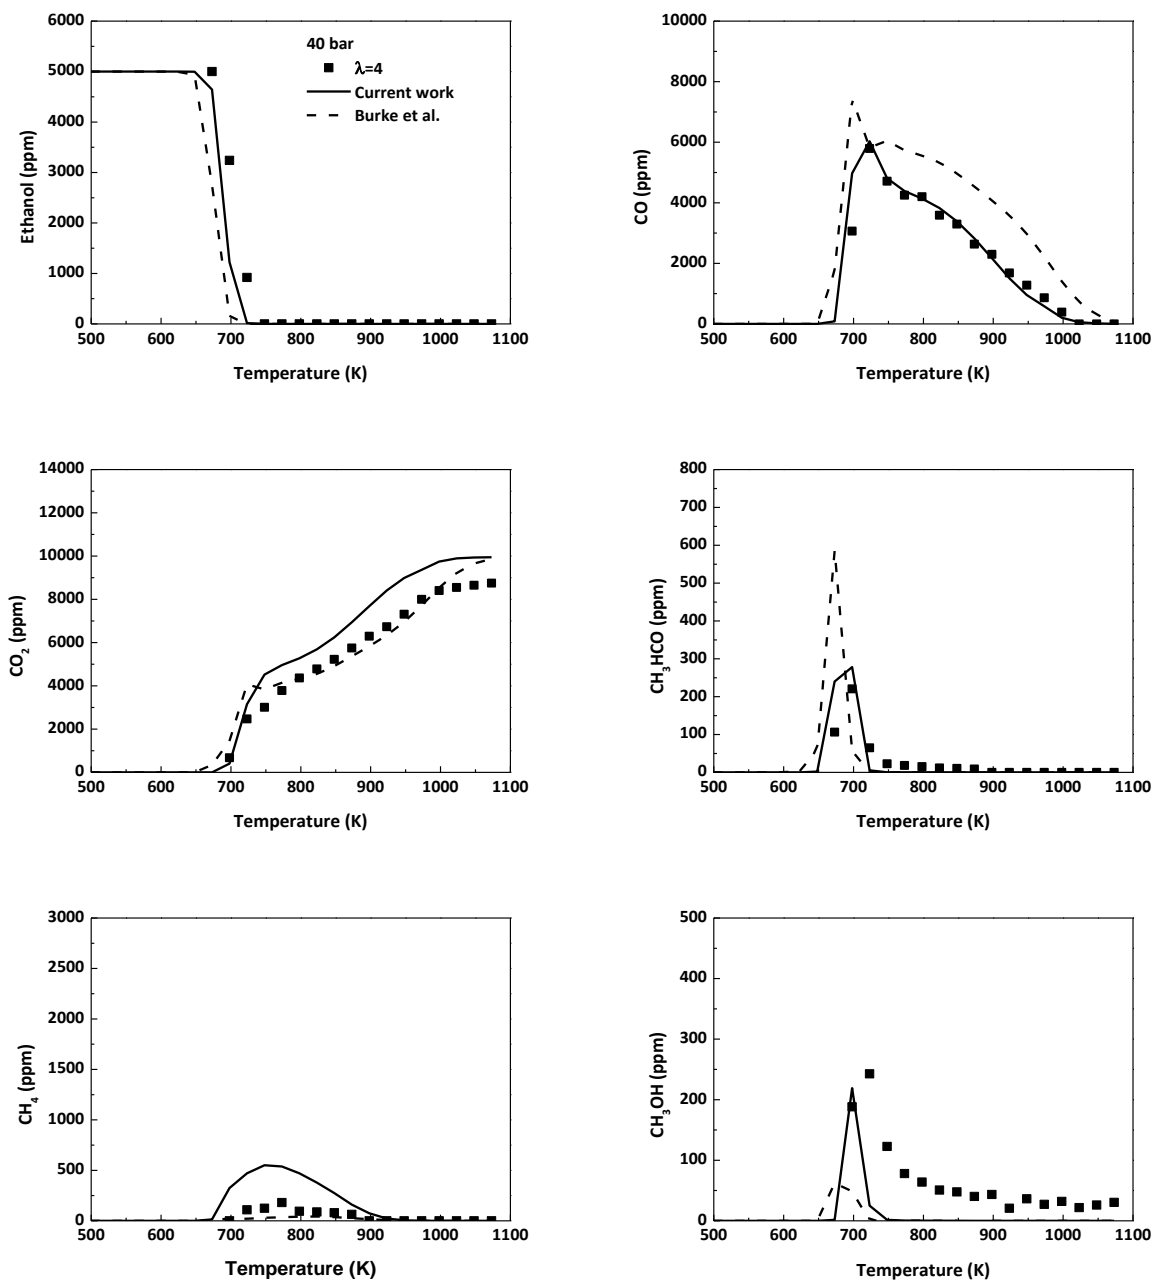 6000
5000
4000
3000
2000
1000
0
500 600 700 800 900 1000 1100
Ethanol (ppm)
Temperature (K)
40 bar
λ=4
Current work
Burke et al.
10000
8000
6000
4000
2000
0
500 600 700 800 900 1000 1100
CO (ppm)
Temperature (K)
14000
12000
10000
8000
6000
4000
2000
0
500 600 700 800 900 1000 1100
CO₂ (ppm)
Temperature (K)
800
700
600
500
400
300
200
100
0
500 600 700 800 900 1000 1100
CH₃HCO (ppm)
Temperature (K)
3000
2500
2000
1500
1000
500
0
500 600 700 800 900 1000 1100
CH₄ (ppm)
Temperature (K)
500
400
300
200
100
0
500 600 700 800 900 1000 1100
CH₃OH (ppm)
Temperature (K)